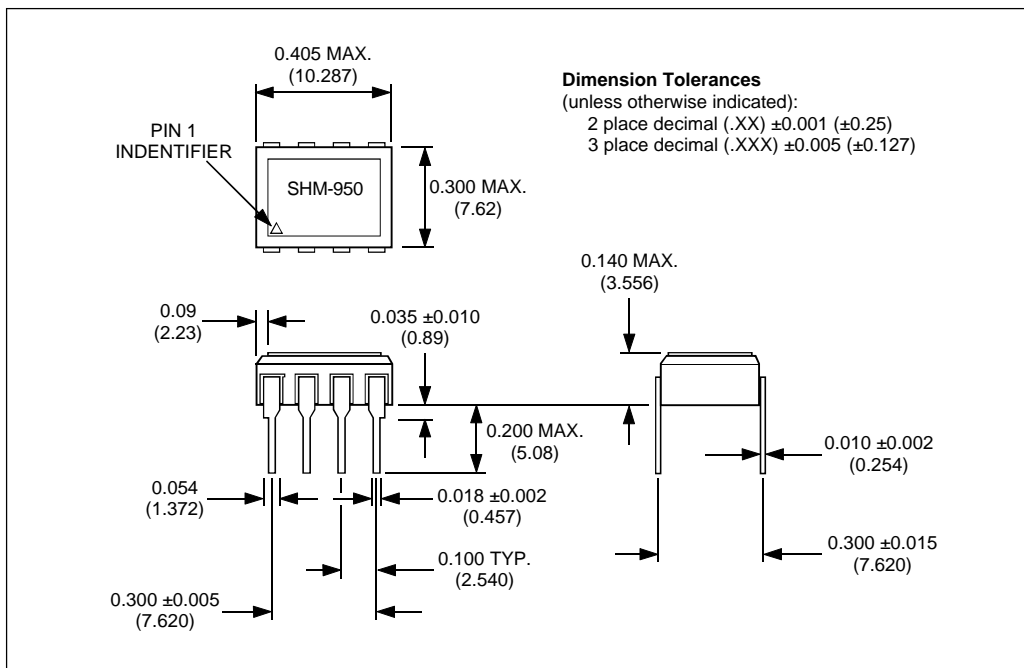 0.405 MAX.
(10.287)
Dimension Tolerances
(unless otherwise indicated):
2 place decimal (.XX) ±0.001 (±0.25)
3 place decimal (.XXX) ±0.005 (±0.127)
PIN 1
INDENTIFIER
SHM-950
0.300 MAX.
(7.62)
0.140 MAX.
(3.556)
0.09
(2.23)
0.035 ±0.010
(0.89)
0.200 MAX.
(5.08)
0.010 ±0.002
(0.254)
0.054
(1.372)
0.018 ±0.002
(0.457)
0.100 TYP.
(2.540)
0.300 ±0.015
(7.620)
0.300 ±0.005
(7.620)